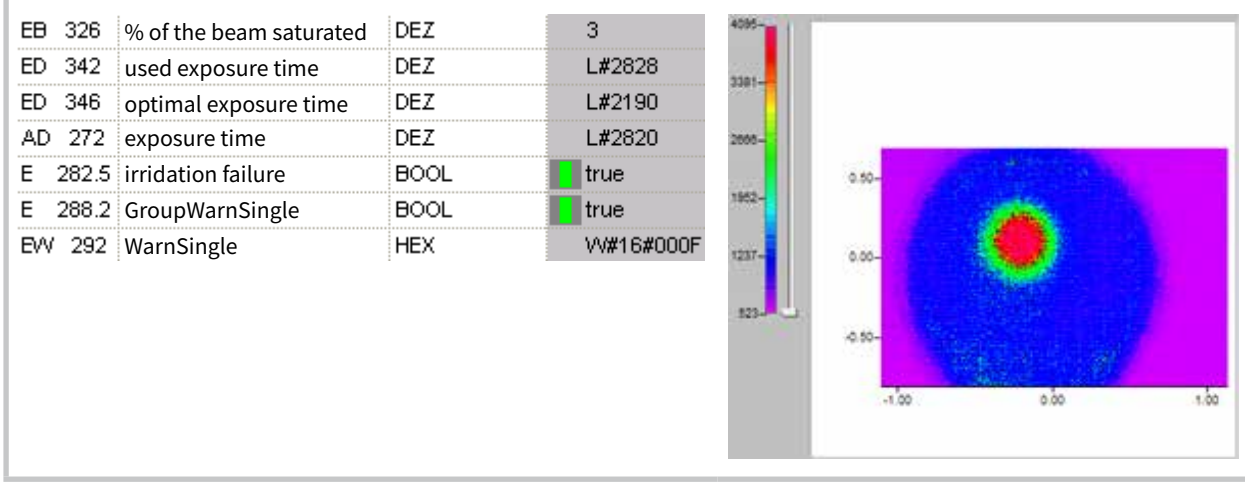 EB 326 % of the beam saturated DEZ 3
ED 342 used exposure time DEZ L#2828
ED 346 optimal exposure time DEZ L#2190
AD 272 exposure time DEZ L#2820
E 282.5 irridation failure BOOL true
E 288.2 GroupWarnSingle BOOL true
EW 292 WarnSingle HEX W#16#000F
4095
3381
1952
1237
523
0.50
0.00
-0.50
-1.00 0.00 1.00